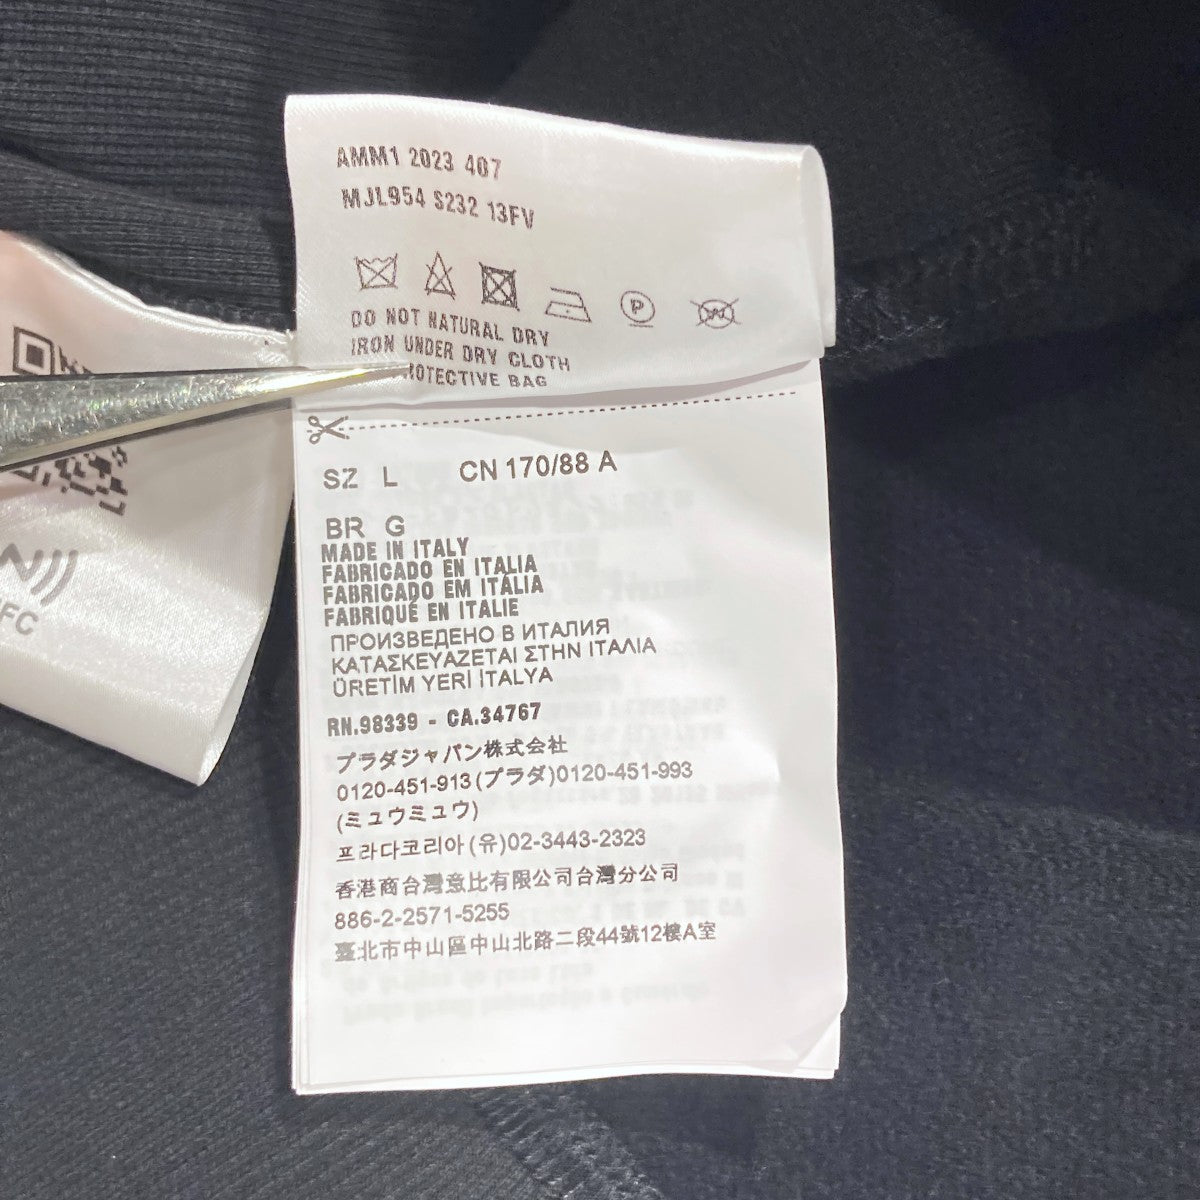 AMM1 2023 407
MJL954 S232 13FV
P
W
DO NOT NATURAL DRY
IRON UNDER DRY CLOTH
BAG
SZ L CN 170/88 A
BR G
MADE IN ITALY
FABRICADO EN ITALIA
FABRICADO EM ITÁLIA
FABRIQUÉ EN ITALIE
ПРОИЗВЕДЕНО В ИТАЛИЯ
ΚΑΤΑΣΚΕΥΑΖΕΤΑΙ ΣΤΗΝ ΙΤΑΛΙΑ
ÜRETİM YERİ İTALYA
RN.98339 - CA.34767
プラダジャパン株式会社
0120-451-913(プラダ)0120-451-993
(ミュウミュウ)
프라다코리아(유)02-3443-2323
香港商台灣意比有限公司台灣分公司
886-2-2571-5255
臺北市中山區中山北路二段44號12樓A室